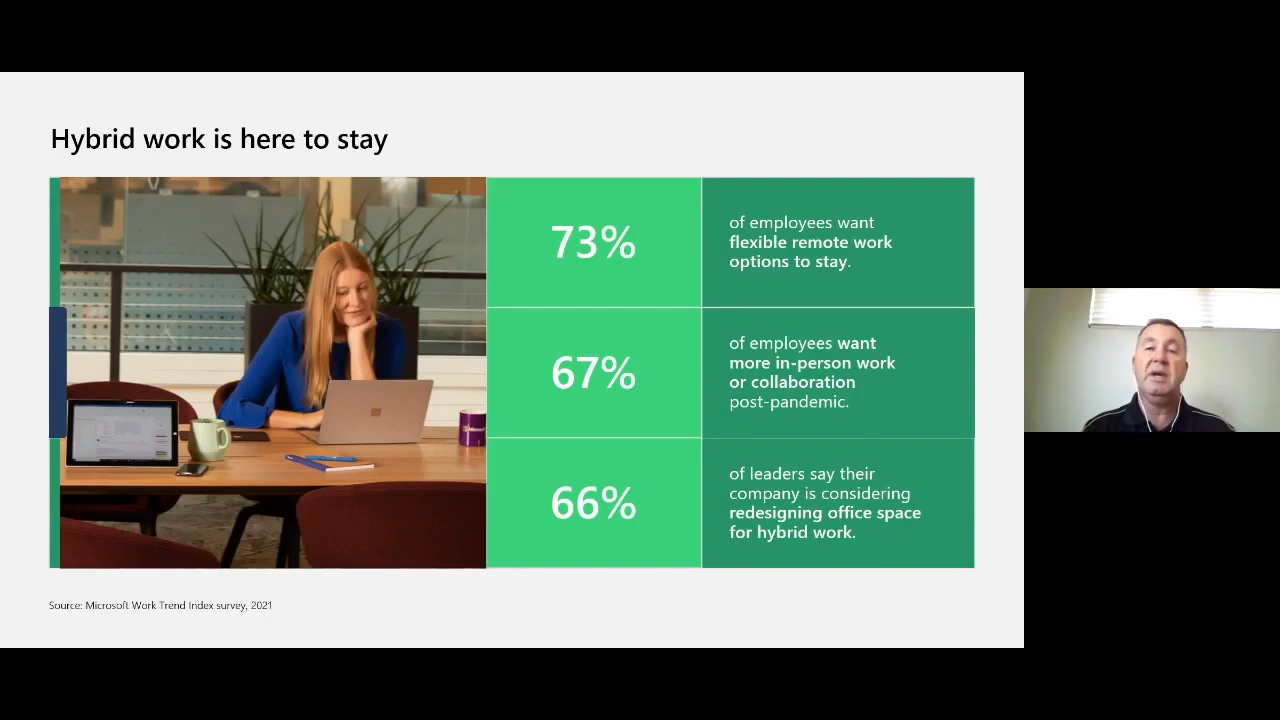 Hybrid work is here to stay
73%
of employees want
flexible remote work
options to stay.
67%
of employees want
more in-person work
or collaboration
post-pandemic.
66%
of leaders say their
company is considering
redesigning office space
for hybrid work.
Source: Microsoft Work Trend Index survey, 2021